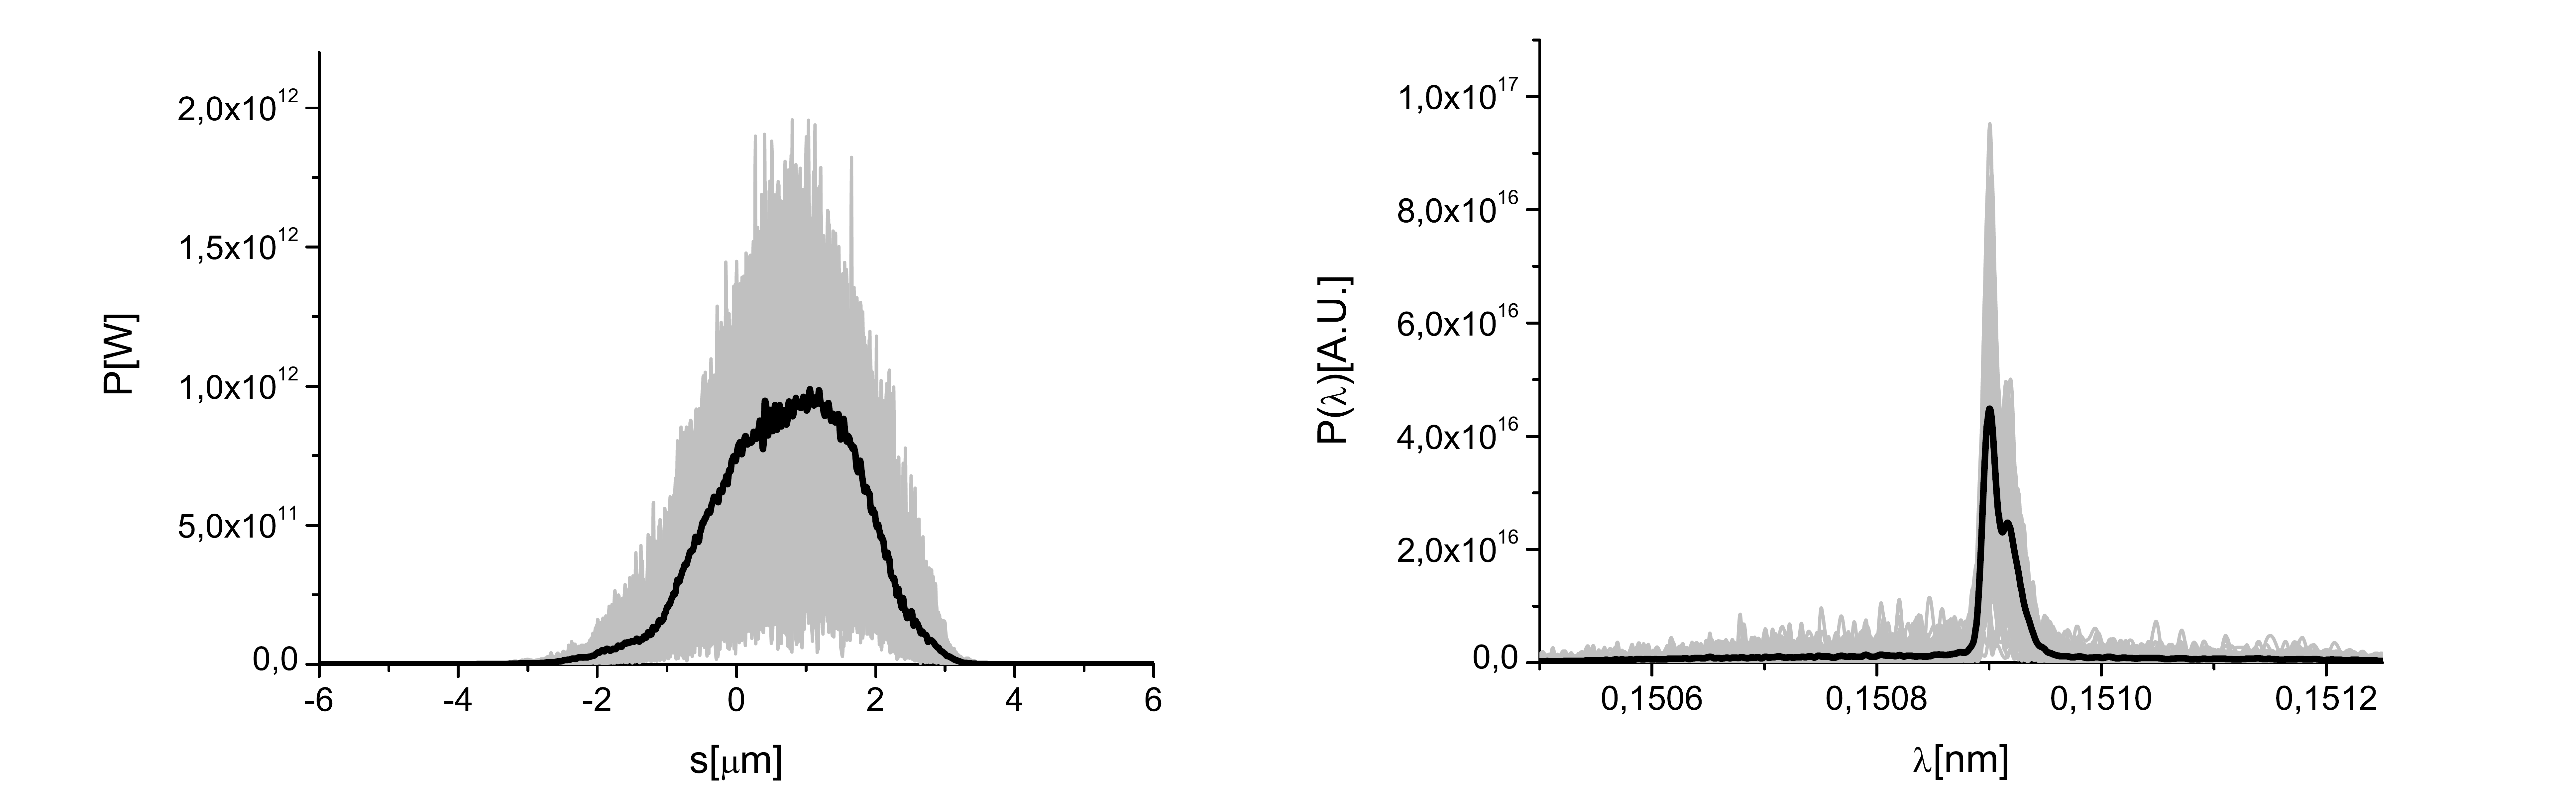 2,0x10¹²
1,5x10¹²
1,0x10¹²
5,0x10¹¹
0,0
P[W]
-6 -4 -2 0 2 4 6
s[μm]
1,0x10¹⁷
8,0x10¹⁶
6,0x10¹⁶
4,0x10¹⁶
2,0x10¹⁶
0,0
P(λ)[A.U.]
0,1506 0,1508 0,1510 0,1512
λ[nm]